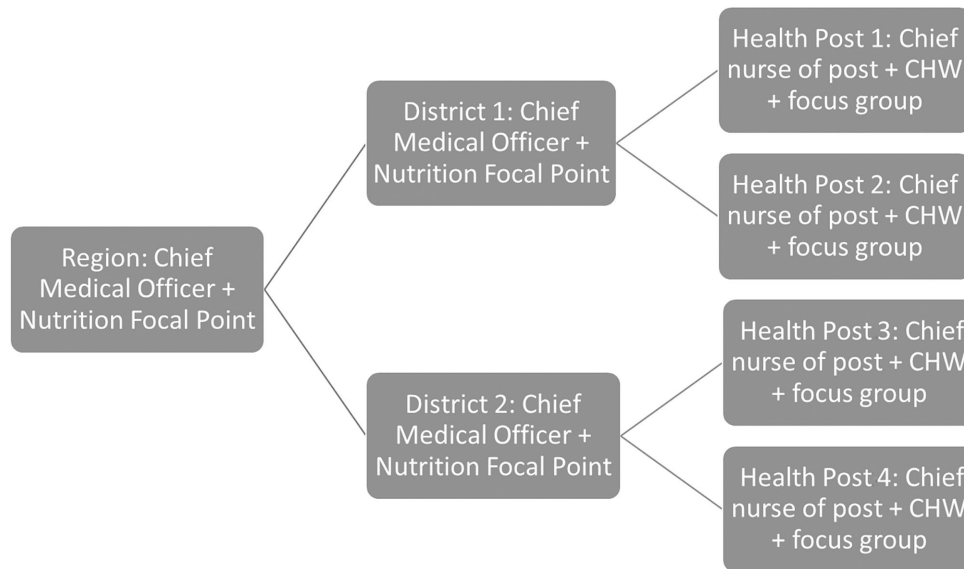 Region: Chief
Medical Officer +
Nutrition Focal Point
District 1: Chief
Medical Officer +
Nutrition Focal Point
Health Post 1: Chief
nurse of post + CHW
+ focus group
Health Post 2: Chief
nurse of post + CHW
+ focus group
District 2: Chief
Medical Officer +
Nutrition Focal Point
Health Post 3: Chief
nurse of post + CHW
+ focus group
Health Post 4: Chief
nurse of post + CHW
+ focus group